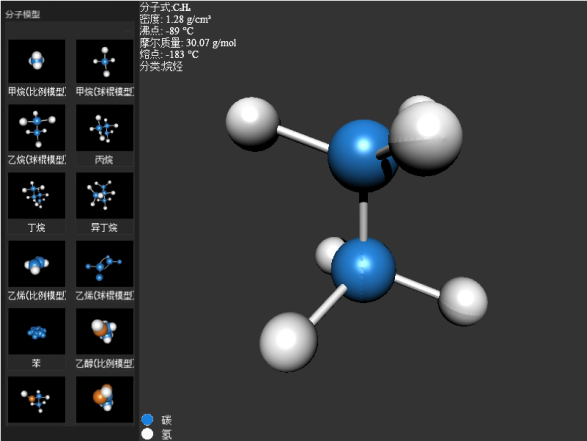 分子模型
甲烷(比例模型)
甲烷(球棍模型)
乙烷(球棍模型)
丙烷
丁烷
异丁烷
乙烯(比例模型)
乙烯(球棍模型)
苯
乙醇(比例模型)
分子式:C₂H₆
密度: 1.28 g/cm³
沸点: -89 °C
摩尔质量: 30.07 g/mol
熔点: -183 °C
分类:烷烃
碳
氢